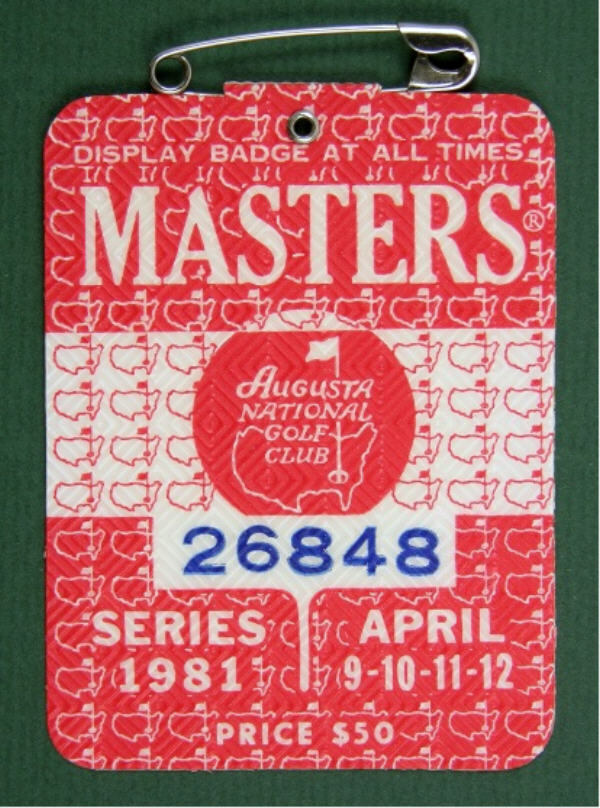 DISPLAY BADGE AT ALL TIMES
MASTERS®
AUGUSTA
NATIONAL
GOLF
CLUB
26848
SERIES APRIL
1981 9-10-11-12
PRICE $50